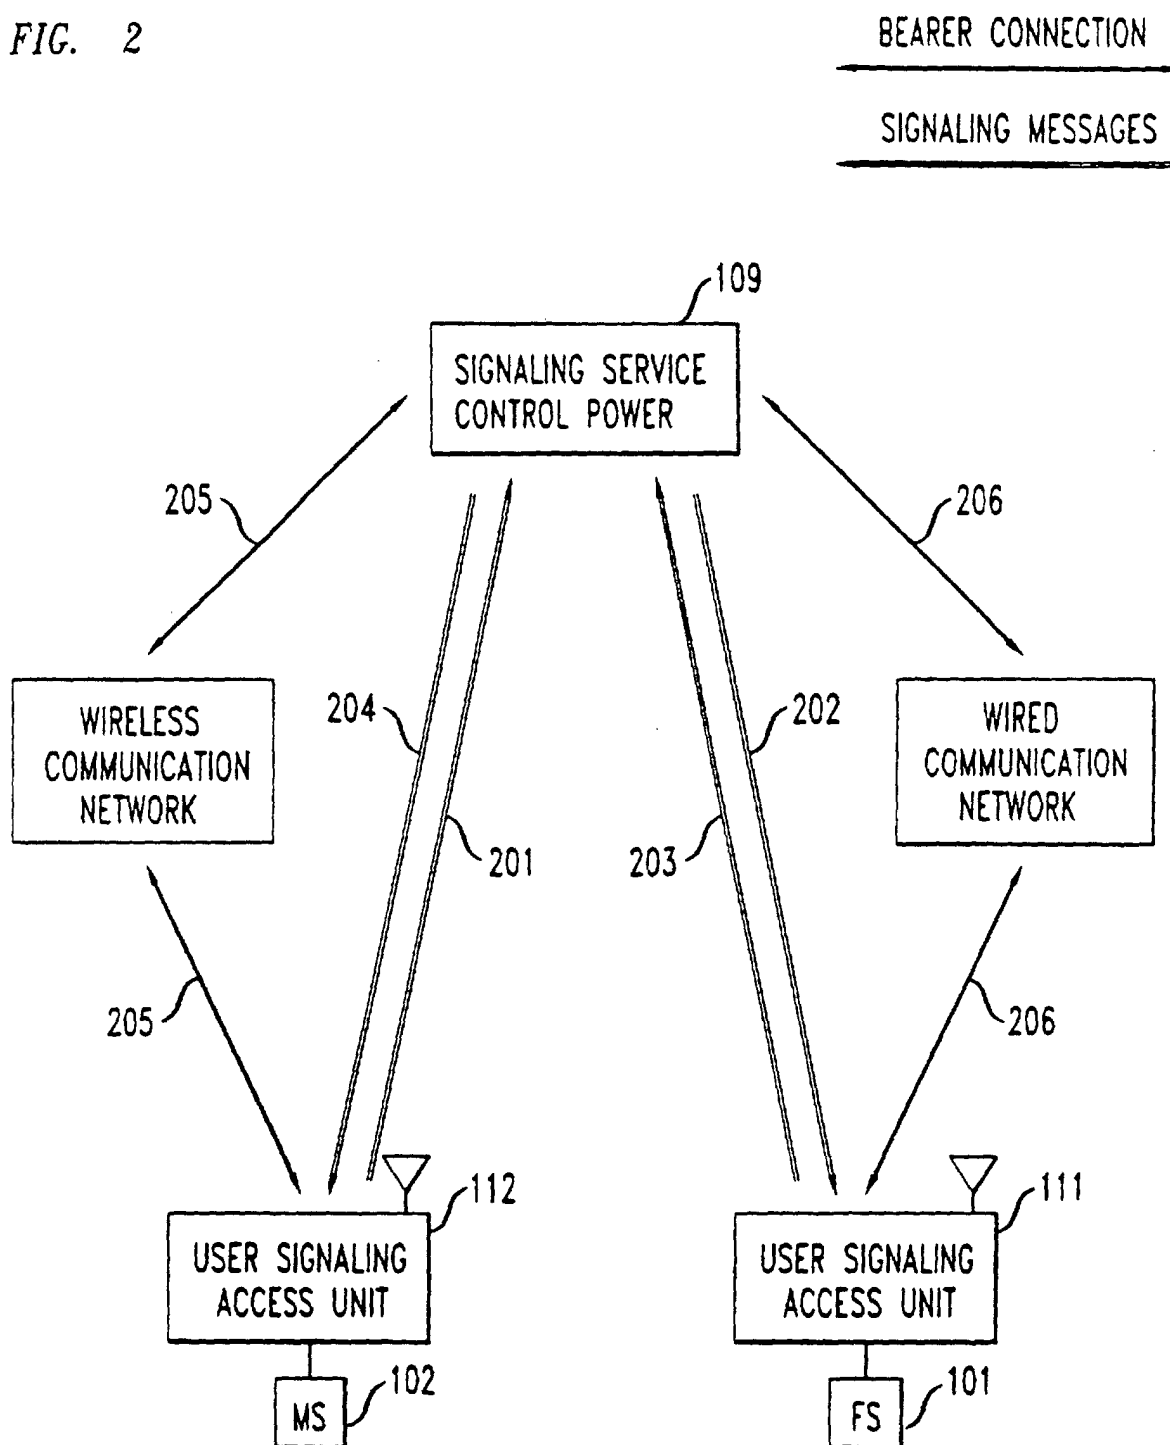 FIG. 2
BEARER CONNECTION
SIGNALING MESSAGES
109
SIGNALING SERVICE
CONTROL POWER
205
206
WIRELESS
COMMUNICATION
NETWORK
204
202
WIRED
COMMUNICATION
NETWORK
201
203
205
206
112
111
USER SIGNALING
ACCESS UNIT
USER SIGNALING
ACCESS UNIT
102
101
MS
FS